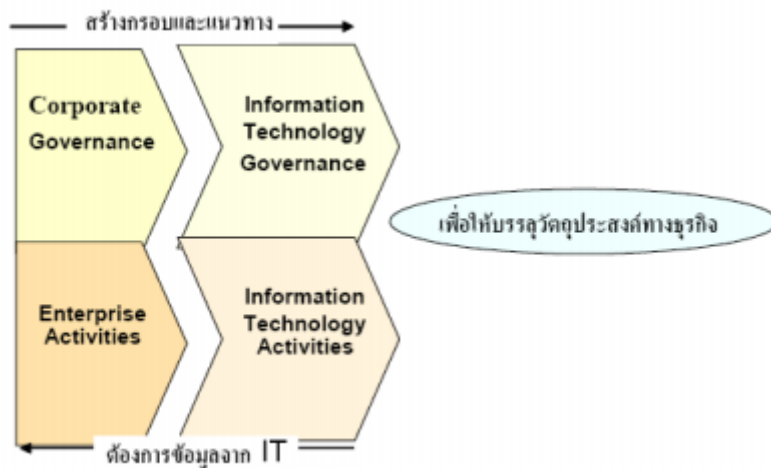 สร้างกรอบและแนวทาง
Corporate
Governance
Information
Technology
Governance
เพื่อให้บรรลุวัตถุประสงค์ทางธุรกิจ
Enterprise
Activities
Information
Technology
Activities
ต้องการข้อมูลจาก IT